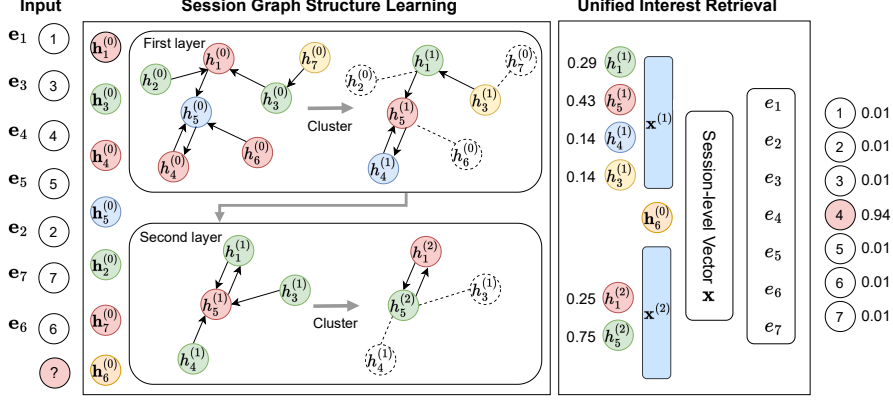 Input
Session Graph Structure Learning
Unified Interest Retrieval
e₁ 1
e₃ 3
e₄ 4
e₅ 5
e₂ 2
e₇ 7
e₆ 6
?
h₁^(0)
h₃^(0)
h₄^(0)
h₅^(0)
h₂^(0)
h₇^(0)
h₆^(0)
First layer
h₁^(0)
h₇^(0)
h₂^(0)
h₃^(0)
h₅^(0)
h₄^(0)
h₆^(0)
Cluster
h₁^(1)
h₇^(0)
h₂^(0)
h₃^(1)
h₅^(1)
h₆^(0)
h₄^(1)
Second layer
h₁^(1)
h₃^(1)
h₅^(1)
h₄^(1)
Cluster
h₁^(2)
h₃^(1)
h₅^(2)
h₄^(1)
0.29 h₁^(1)
0.43 h₅^(1)
0.14 h₄^(1)
0.14 h₃^(1)
x^(1)
h₆^(0)
0.25 h₁^(2)
0.75 h₅^(2)
x^(2)
Session-level Vector x
e₁
e₂
e₃
e₄
e₅
e₆
e₇
1 0.01
2 0.01
3 0.01
4 0.94
5 0.01
6 0.01
7 0.01